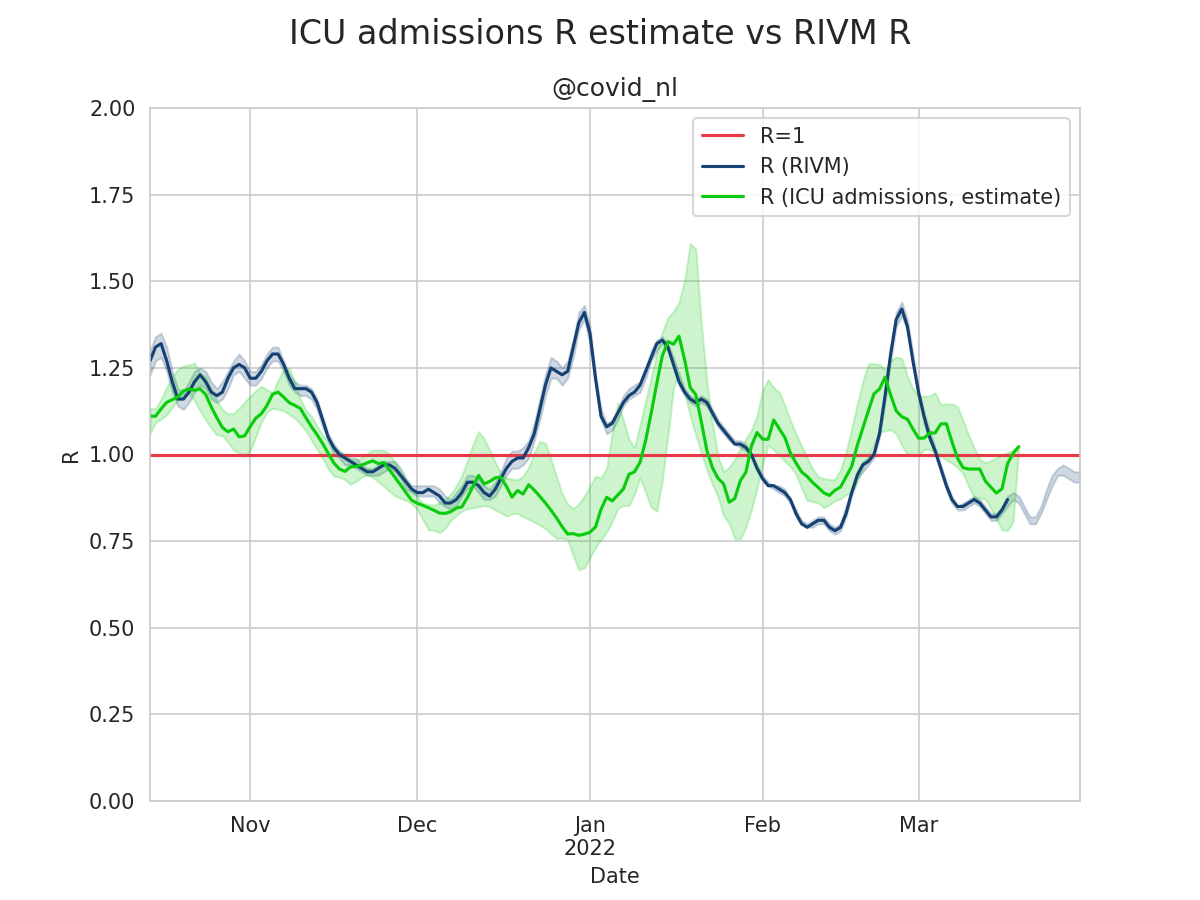 ICU admissions R estimate vs RIVM R
@covid_nl
2.00
1.75
1.50
1.25
1.00
0.75
0.50
0.25
0.00
R
R=1
R (RIVM)
R (ICU admissions, estimate)
Nov Dec Jan Feb Mar
2022
Date